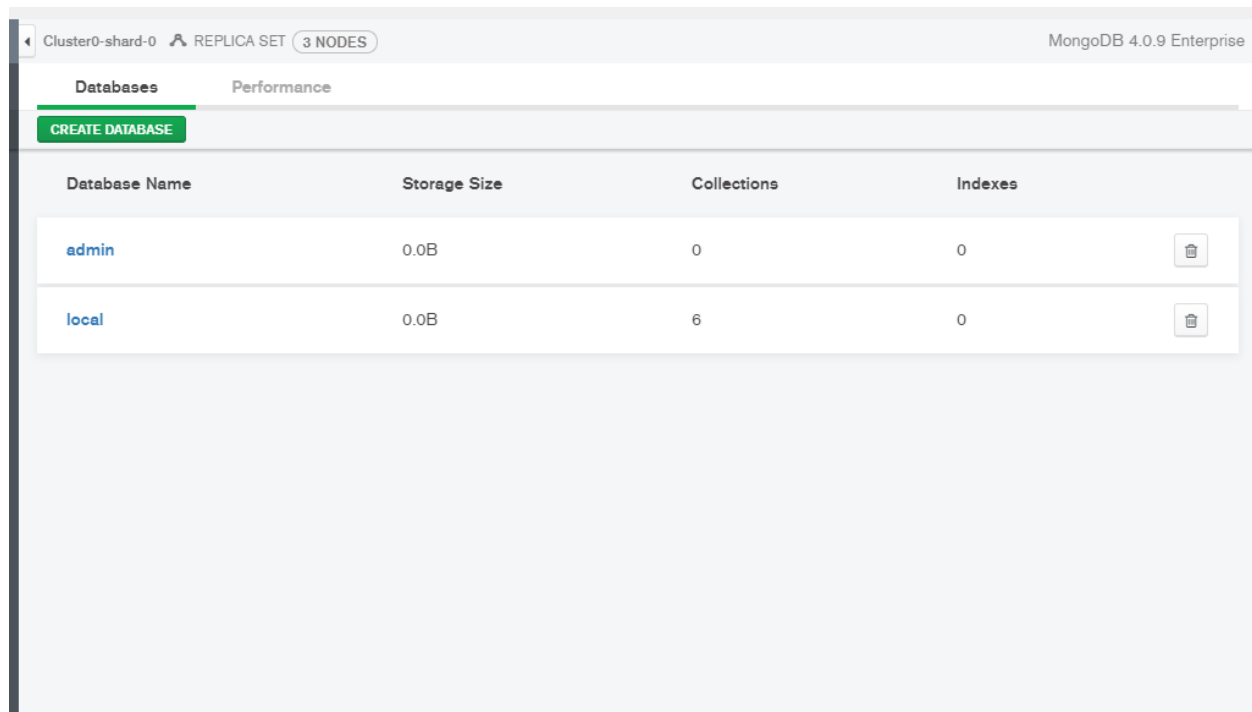 Cluster0-shard-0 REPLICA SET 3 NODES MongoDB 4.0.9 Enterprise
Databases Performance
CREATE DATABASE
Database Name Storage Size Collections Indexes
admin 0.0B 0 0
local 0.0B 6 0